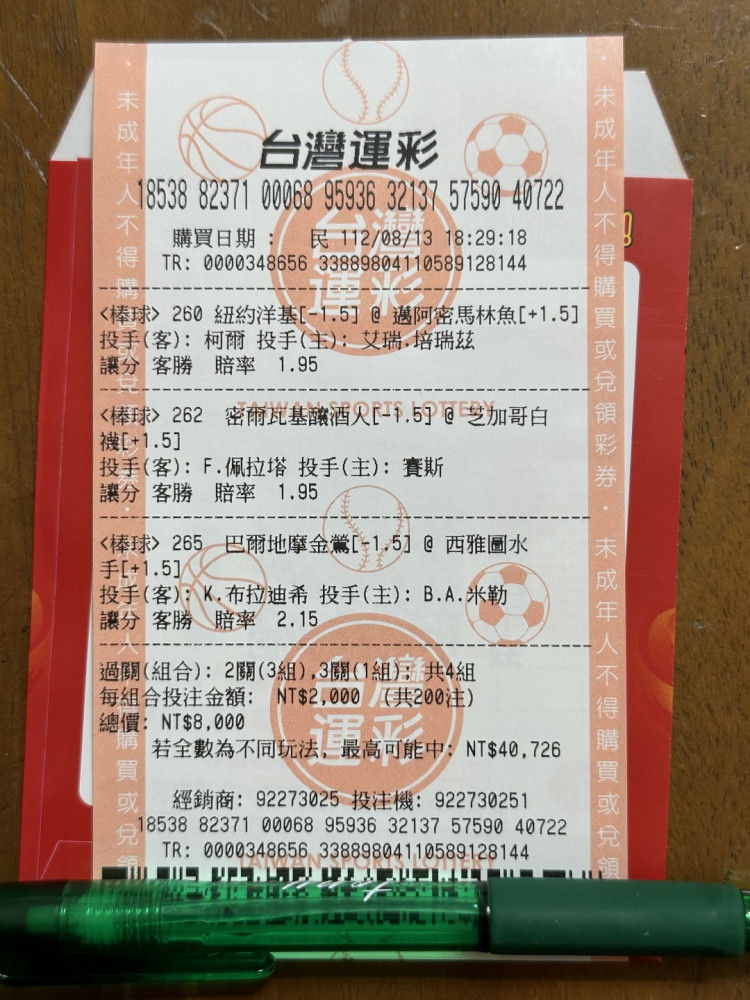 台灣運彩
18538 82371 00068 95936 32137 57590 40722
購買日期： 民 112/08/13 18:29:18
TR: 0000348656 33889804110589128144
<棒球> 260 紐約洋基[-1.5] @ 邁阿密馬林魚[+1.5]
投手(客): 柯爾 投手(主): 艾瑞.培瑞茲
讓分 客勝 賠率 1.95
TAIWAN SPORTS LOTTERY
<棒球> 262 密爾瓦基釀酒人[-1.5] @ 芝加哥白
襪[+1.5]
投手(客): F.佩拉塔 投手(主): 賽斯
讓分 客勝 賠率 1.95
<棒球> 265 巴爾地摩金鶯[-1.5] @ 西雅圖水
手[+1.5]
投手(客): K.布拉迪希 投手(主): B.A.米勒
讓分 客勝 賠率 2.15
過關(組合): 2關(3組),3關(1組); 共4組
每組合投注金額: NT$2,000 (共200注)
總價: NT$8,000
若全數為不同玩法, 最高可能中: NT$40,726
經銷商: 92273025 投注機: 922730251
18538 82371 00068 95936 32137 57590 40722
TR: 0000348656 33889804110589128144
TAIWAN SPORTS LOTTERY
台灣運彩
台灣運彩
未成年人不得購買或兌領彩券・未成年人不得購買或兌領
未成年人不得購買或兌領彩券・未成年人不得購買或兌領